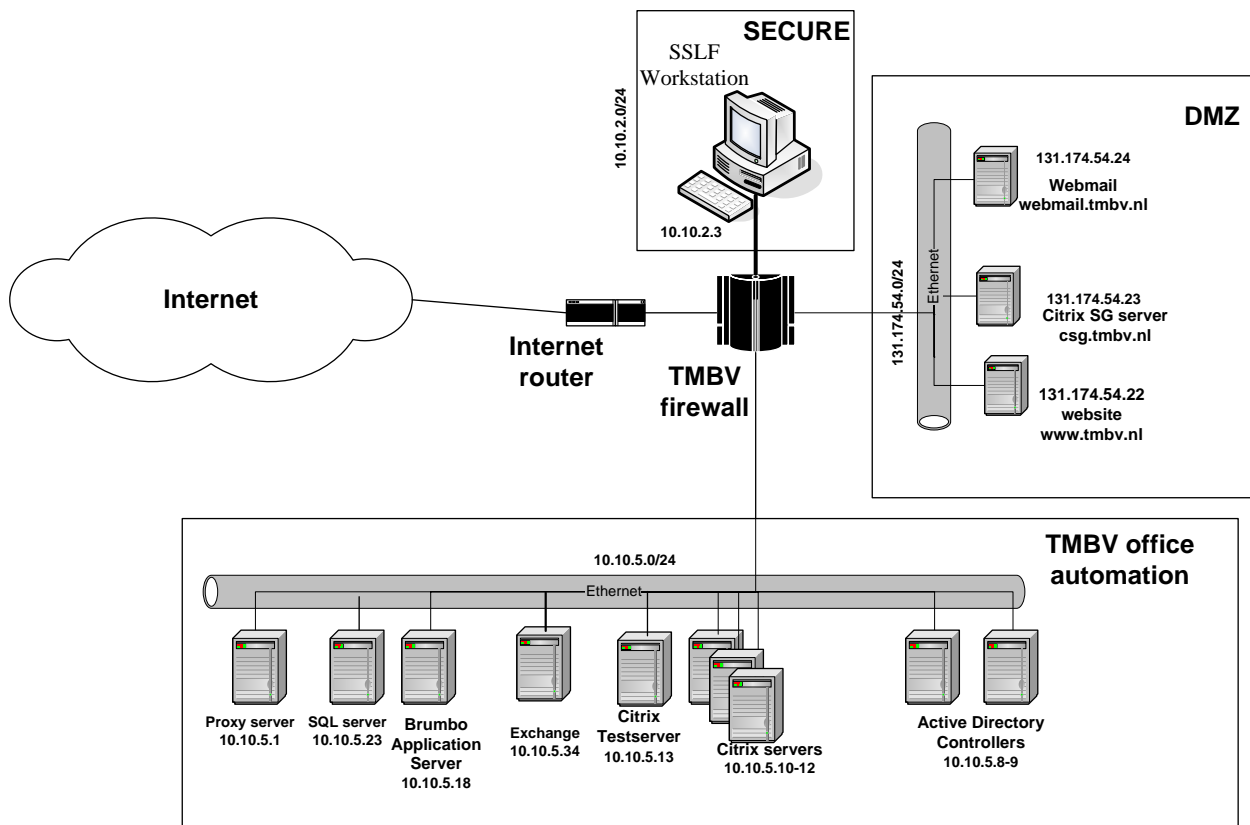 SECURE
SSLF
Workstation
10.10.2.0/24
10.10.2.3
DMZ
131.174.54.24
Webmail
webmail.tmbv.nl
Ethernet
131.174.54.0/24
131.174.54.23
Citrix SG server
csg.tmbv.nl
131.174.54.22
website
www.tmbv.nl
Internet
Internet
router
TMBV
firewall
TMBV office
automation
10.10.5.0/24
Ethernet
Proxy server
10.10.5.1
SQL server
10.10.5.23
Brumbo
Application
Server
10.10.5.18
Exchange
10.10.5.34
Citrix
Testserver
10.10.5.13
Citrix servers
10.10.5.10-12
Active Directory
Controllers
10.10.5.8-9